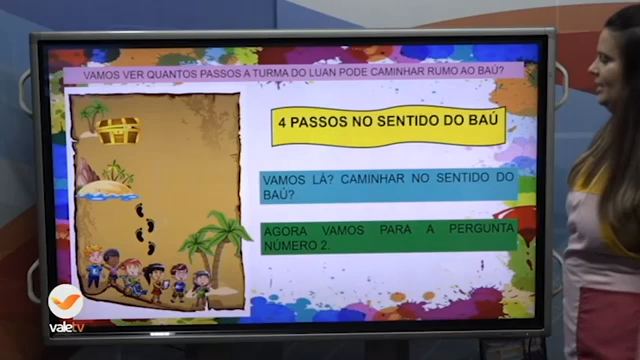 VAMOS VER QUANTOS PASSOS A TURMA DO LUAN PODE CAMINHAR RUMO AO BAÚ?
4 PASSOS NO SENTIDO DO BAÚ
VAMOS LÁ? CAMINHAR NO SENTIDO DO
BAÚ?
AGORA VAMOS PARA A PERGUNTA
NÚMERO 2.
valetv